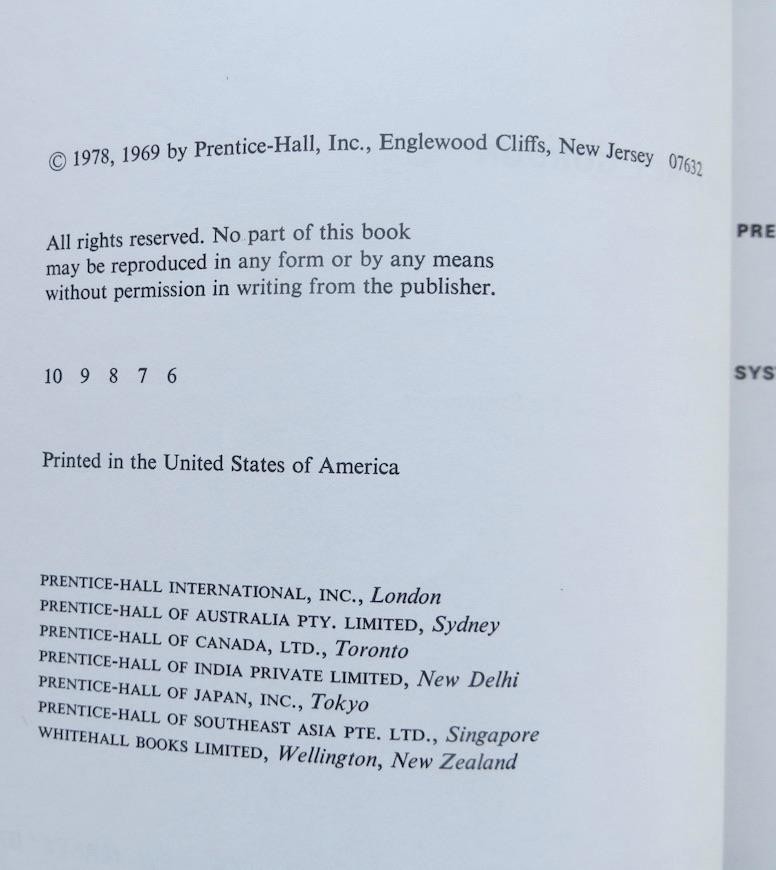 © 1978, 1969 by Prentice-Hall, Inc., Englewood Cliffs, New Jersey 07632
All rights reserved. No part of this book
may be reproduced in any form or by any means
without permission in writing from the publisher.
10 9 8 7 6
Printed in the United States of America
PRENTICE-HALL INTERNATIONAL, INC., London
PRENTICE-HALL OF AUSTRALIA PTY. LIMITED, Sydney
PRENTICE-HALL OF CANADA, LTD., Toronto
PRENTICE-HALL OF INDIA PRIVATE LIMITED, New Delhi
PRENTICE-HALL OF JAPAN, INC., Tokyo
PRENTICE-HALL OF SOUTHEAST ASIA PTE. LTD., Singapore
WHITEHALL BOOKS LIMITED, Wellington, New Zealand
PRE
SYS